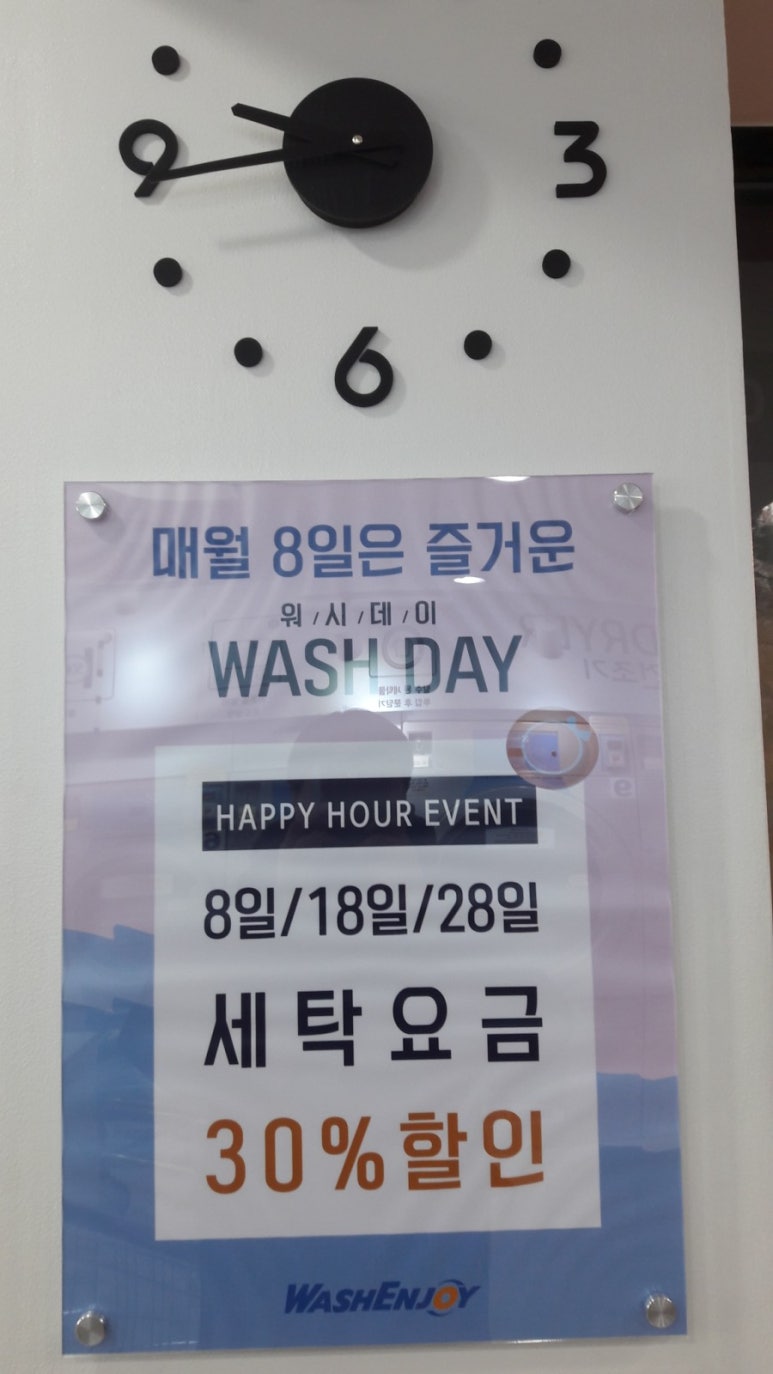 9
3
6
매월 8일은 즐거운
워/시/데/이
WASH DAY
HAPPY HOUR EVENT
8일/18일/28일
세탁요금
30%할인
WASHENJOY